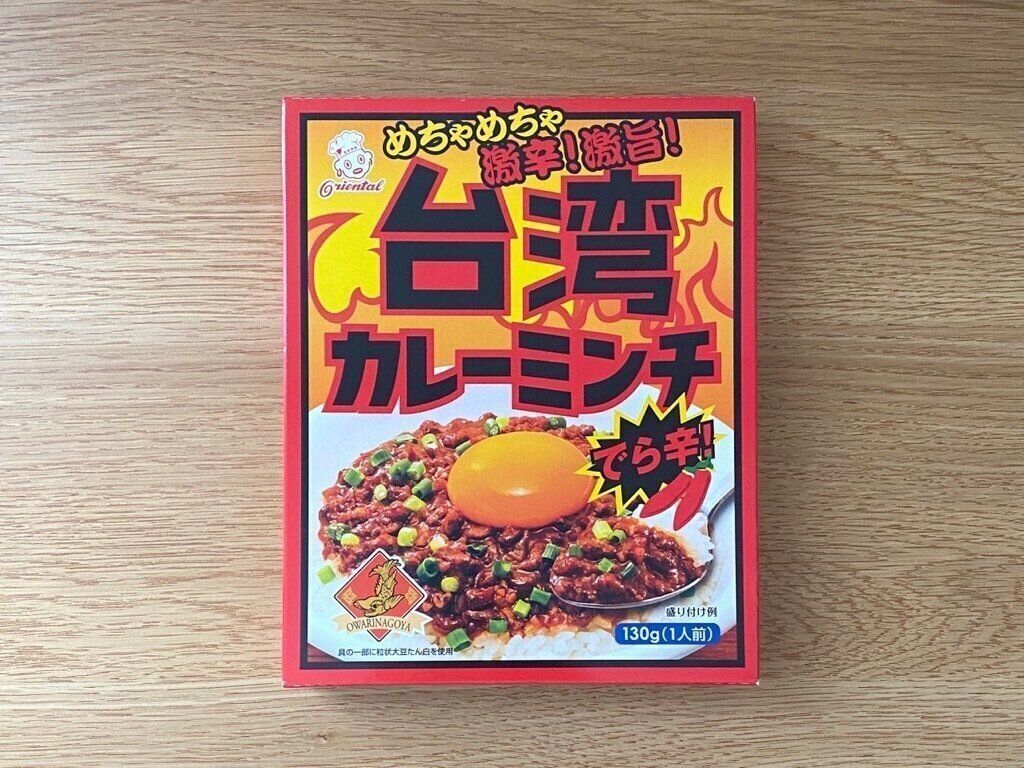 めちゃめちゃ
激辛!激旨!
Oriental
台湾
カレーミンチ
でら辛!
OWARINAGOYA
盛り付け例
130g(1人前)
具の一部に粒状大豆たん白を使用